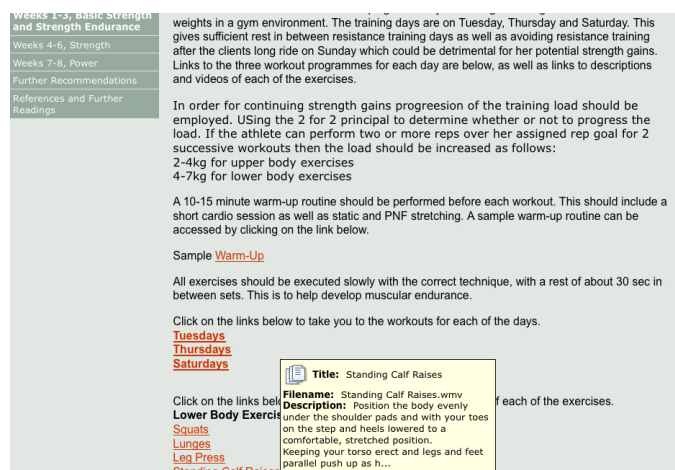 Weeks 1-3, Basic Strength
and Strength Endurance
Weeks 4-6, Strength
Weeks 7-8, Power
Further Recommendations
References and Further
Readings
weights in a gym environment. The training days are on Tuesday, Thursday and Saturday. This
gives sufficient rest in between resistance training days as well as avoiding resistance training
after the clients long ride on Sunday which could be detrimental for her potential strength gains.
Links to the three workout programmes for each day are below, as well as links to descriptions
and videos of each of the exercises.
In order for continuing strength gains progreesion of the training load should be
employed. USing the 2 for 2 principal to determine whether or not to progress the
load. If the athlete can perform two or more reps over her assigned rep goal for 2
successive workouts then the load should be increased as follows:
2-4kg for upper body exercises
4-7kg for lower body exercises
A 10-15 minute warm-up routine should be performed before each workout. This should include a
short cardio session as well as static and PNF stretching. A sample warm-up routine can be
accessed by clicking on the link below.
Sample Warm-Up
All exercises should be executed slowly with the correct technique, with a rest of about 30 sec in
between sets. This is to help develop muscular endurance.
Click on the links below to take you to the workouts for each of the days.
Tuesdays
Thursdays
Saturdays
Click on the links bel f each of the exercises.
Lower Body Exercis
Squats
Lunges
Leg Press
Standing Calf Raises
Title: Standing Calf Raises
Filename: Standing Calf Raises.wmv
Description: Position the body evenly
under the shoulder pads and with your toes
on the step and heels lowered to a
comfortable, stretched position.
Keeping your torso erect and legs and feet
parallel push up as h...